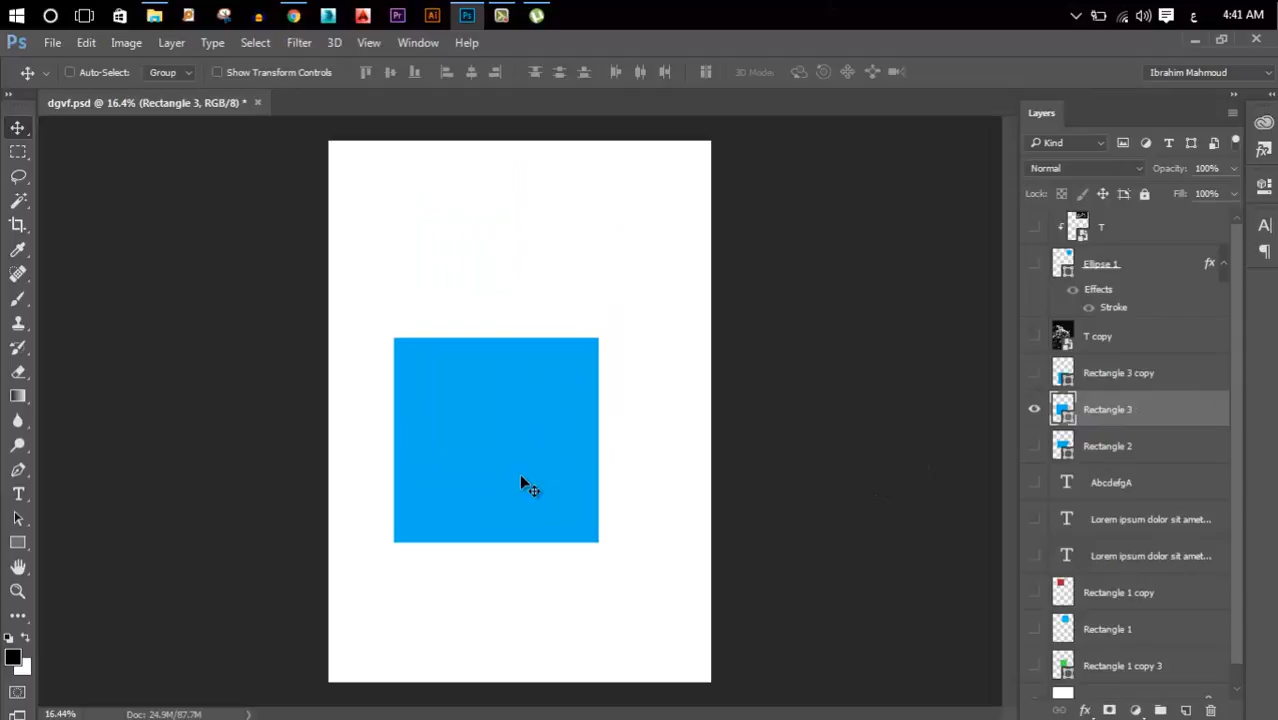 Pr Ai Ps ع 4:41 AM
Ps File Edit Image Layer Type Select Filter 3D View Window Help
Auto-Select: Group Show Transform Controls 3D Mode: Ibrahim Mahmoud
dgvf.psd @ 16.4% (Rectangle 3, RGB/8) *
Layers
Kind
Normal Opacity: 100%
Lock: Fill: 100%
T
Ellipse 1 fx
Effects
Stroke
T copy
Rectangle 3 copy
Rectangle 3
Rectangle 2
AbcdefgA
Lorem ipsum dolor sit amet...
Lorem ipsum dolor sit amet...
Rectangle 1 copy
Rectangle 1
Rectangle 1 copy 3
16.44% Doc: 24.9M/87.7M fx